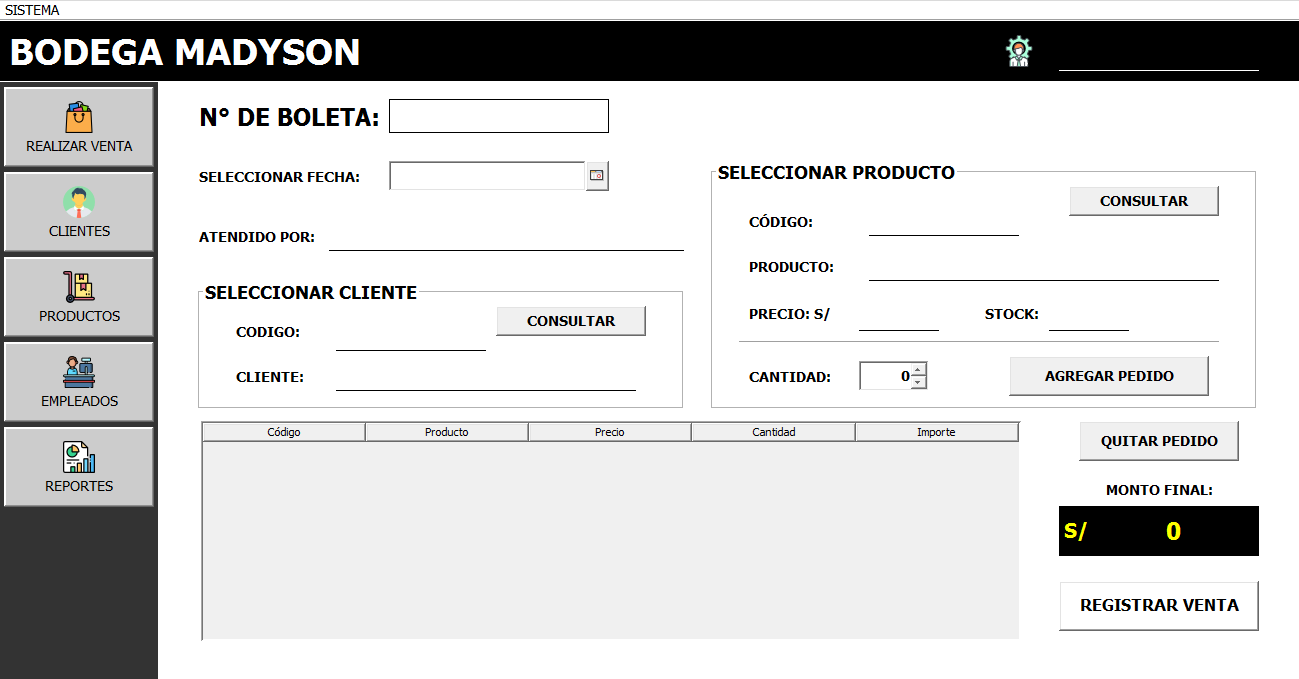 SISTEMA
BODEGA MADYSON
REALIZAR VENTA
CLIENTES
PRODUCTOS
EMPLEADOS
REPORTES
N° DE BOLETA:
SELECCIONAR FECHA:
ATENDIDO POR:
SELECCIONAR CLIENTE
CODIGO:
CONSULTAR
CLIENTE:
SELECCIONAR PRODUCTO
CONSULTAR
CÓDIGO:
PRODUCTO:
PRECIO: S/
STOCK:
CANTIDAD:
0
AGREGAR PEDIDO
Código Producto Precio Cantidad Importe
QUITAR PEDIDO
MONTO FINAL:
S/ 0
REGISTRAR VENTA